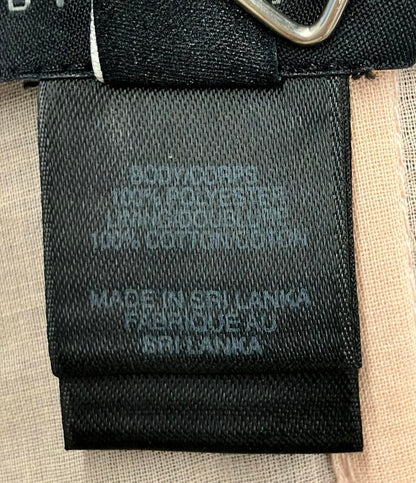 BODY/CORPS
100% POLYESTER
LINING/DOUBLURE
100% COTTON/COTON
MADE IN SRI LANKA
FABRIQUE AU
SRI LANKA